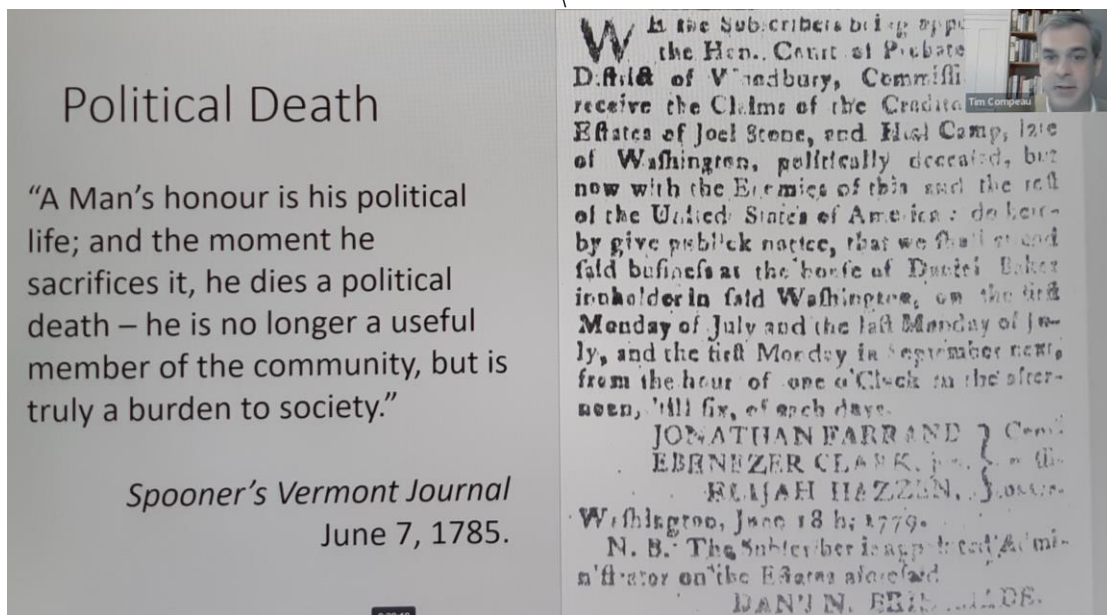 Political Death
“A Man’s honour is his political
life; and the moment he
sacrifices it, he dies a political
death – he is no longer a useful
member of the community, but is
truly a burden to society.”
Spooner’s Vermont Journal
June 7, 1785.
WE the Subscribers being
the Hon. Court of Probate
of Woodbury,
receive the Claims of the
Eſtates of Joel Stone, and Camp, late
of Waſhington, politically deceaſed, but
now with the Enemies of this and the reſt
of the United States of America: do here-
by give publick notice, that we ſhall attend
ſaid buſineſs at the houſe of Daniel Baker
innholder in ſaid Waſhington, on the firſt
Monday of July and the laſt Monday of Ju-
ly, and the firſt Monday in September next,
from the hour of one o'Clock in the after-
noon, 'till ſix, of each days.
JONATHAN FARRAND
EBENEZER CLARK,
ELIJAH HAZZEN,
Waſhington, June 18th, 1779.
N. B. The Subſcriber is appointed Admi-
niſtrator on the Eſtates aforeſaid
DAN'L N.
Tim Compeau